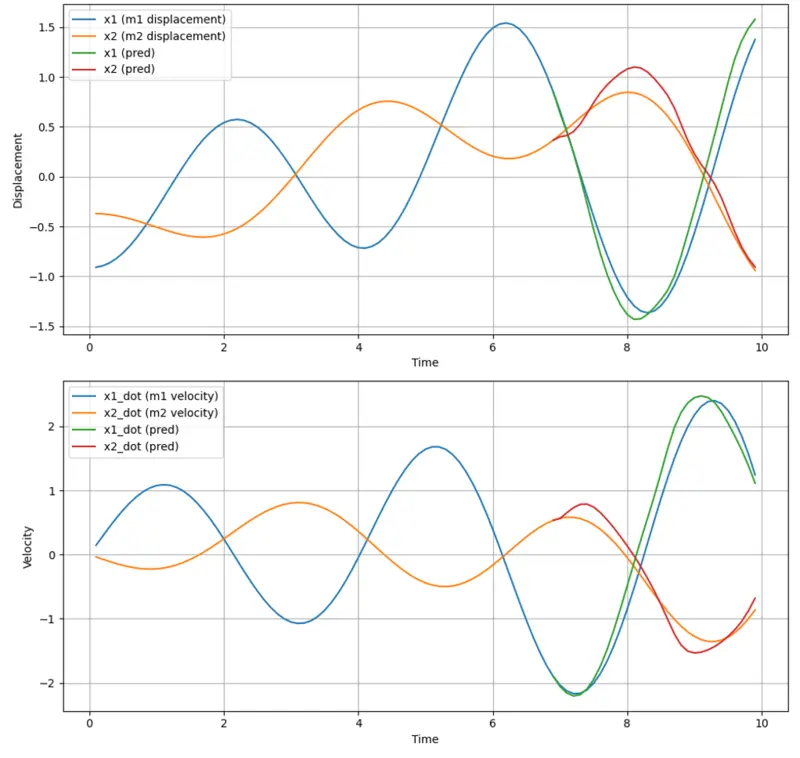 x1 (m1 displacement)
x2 (m2 displacement)
x1 (pred)
x2 (pred)
Displacement
1.5
1.0
0.5
0.0
−0.5
−1.0
−1.5
0 2 4 6 8 10
Time
x1_dot (m1 velocity)
x2_dot (m2 velocity)
x1_dot (pred)
x2_dot (pred)
Velocity
2
1
0
−1
−2
0 2 4 6 8 10
Time